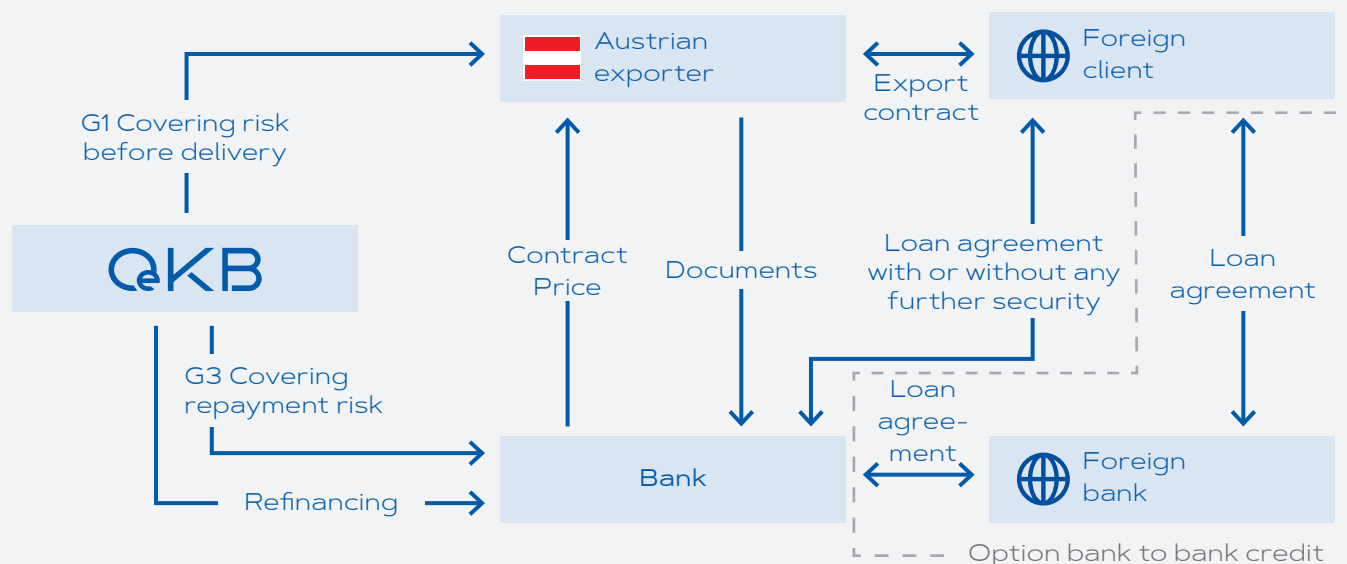 Austrian
exporter
Foreign
client
Export
contract
G1 Covering risk
before delivery
OeKB
Contract
Price
Documents
Loan agreement
with or without any
further security
Loan
agreement
G3 Covering
repayment risk
Loan
agree-
ment
Refinancing
Bank
Foreign
bank
Option bank to bank credit